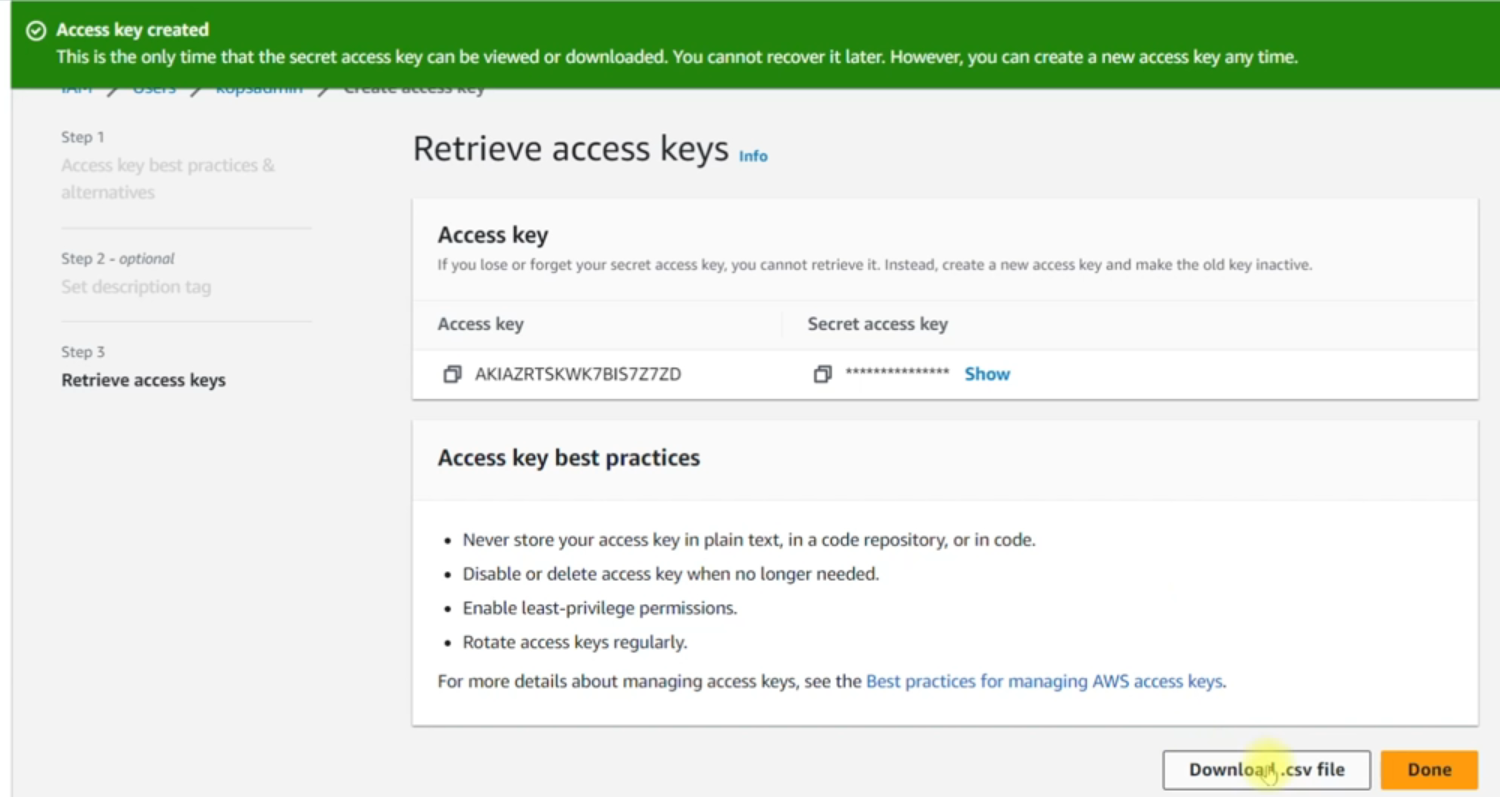 Access key created
This is the only time that the secret access key can be viewed or downloaded. You cannot recover it later. However, you can create a new access key any time.
IAM > Users > kopsadmin > Create access key
Step 1
Access key best practices &
alternatives
Step 2 - optional
Set description tag
Step 3
Retrieve access keys
Retrieve access keys Info
Access key
If you lose or forget your secret access key, you cannot retrieve it. Instead, create a new access key and make the old key inactive.
Access key Secret access key
AKIAZRTSKWK7BIS7Z7ZD *************** Show
Access key best practices
• Never store your access key in plain text, in a code repository, or in code.
• Disable or delete access key when no longer needed.
• Enable least-privilege permissions.
• Rotate access keys regularly.
For more details about managing access keys, see the Best practices for managing AWS access keys.
Download .csv file Done